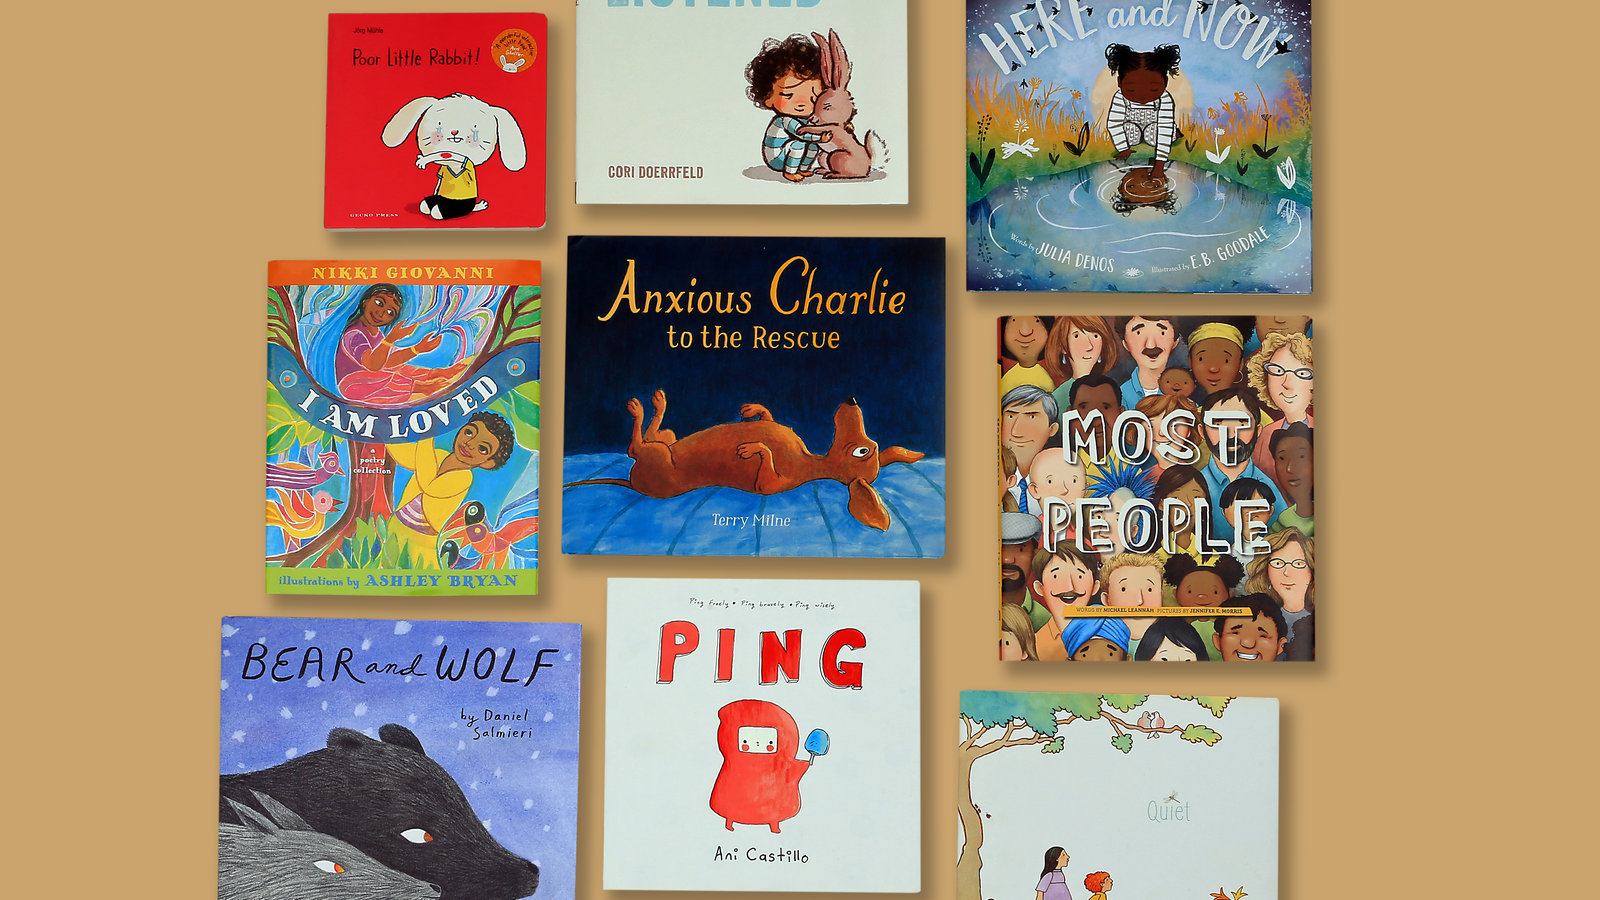 Jörg Mühle
Poor Little Rabbit!
GECKO PRESS
LISTENED
CORI DOERRFELD
HERE and NOW
Words by JULIA DENOS
Illustrated by E.B. GOODALE
NIKKI GIOVANNI
I AM LOVED
a
poetry
collection
illustrations by ASHLEY BRYAN
Anxious Charlie
to the Rescue
Terry Milne
MOST
PEOPLE
WORDS BY MICHAEL LEANNAH PICTURES BY JENNIFER E. MORRIS
BEAR and WOLF
by Daniel
Salmieri
Ping freely • Ping bravely • Ping wisely
PING
Ani Castillo
Quiet